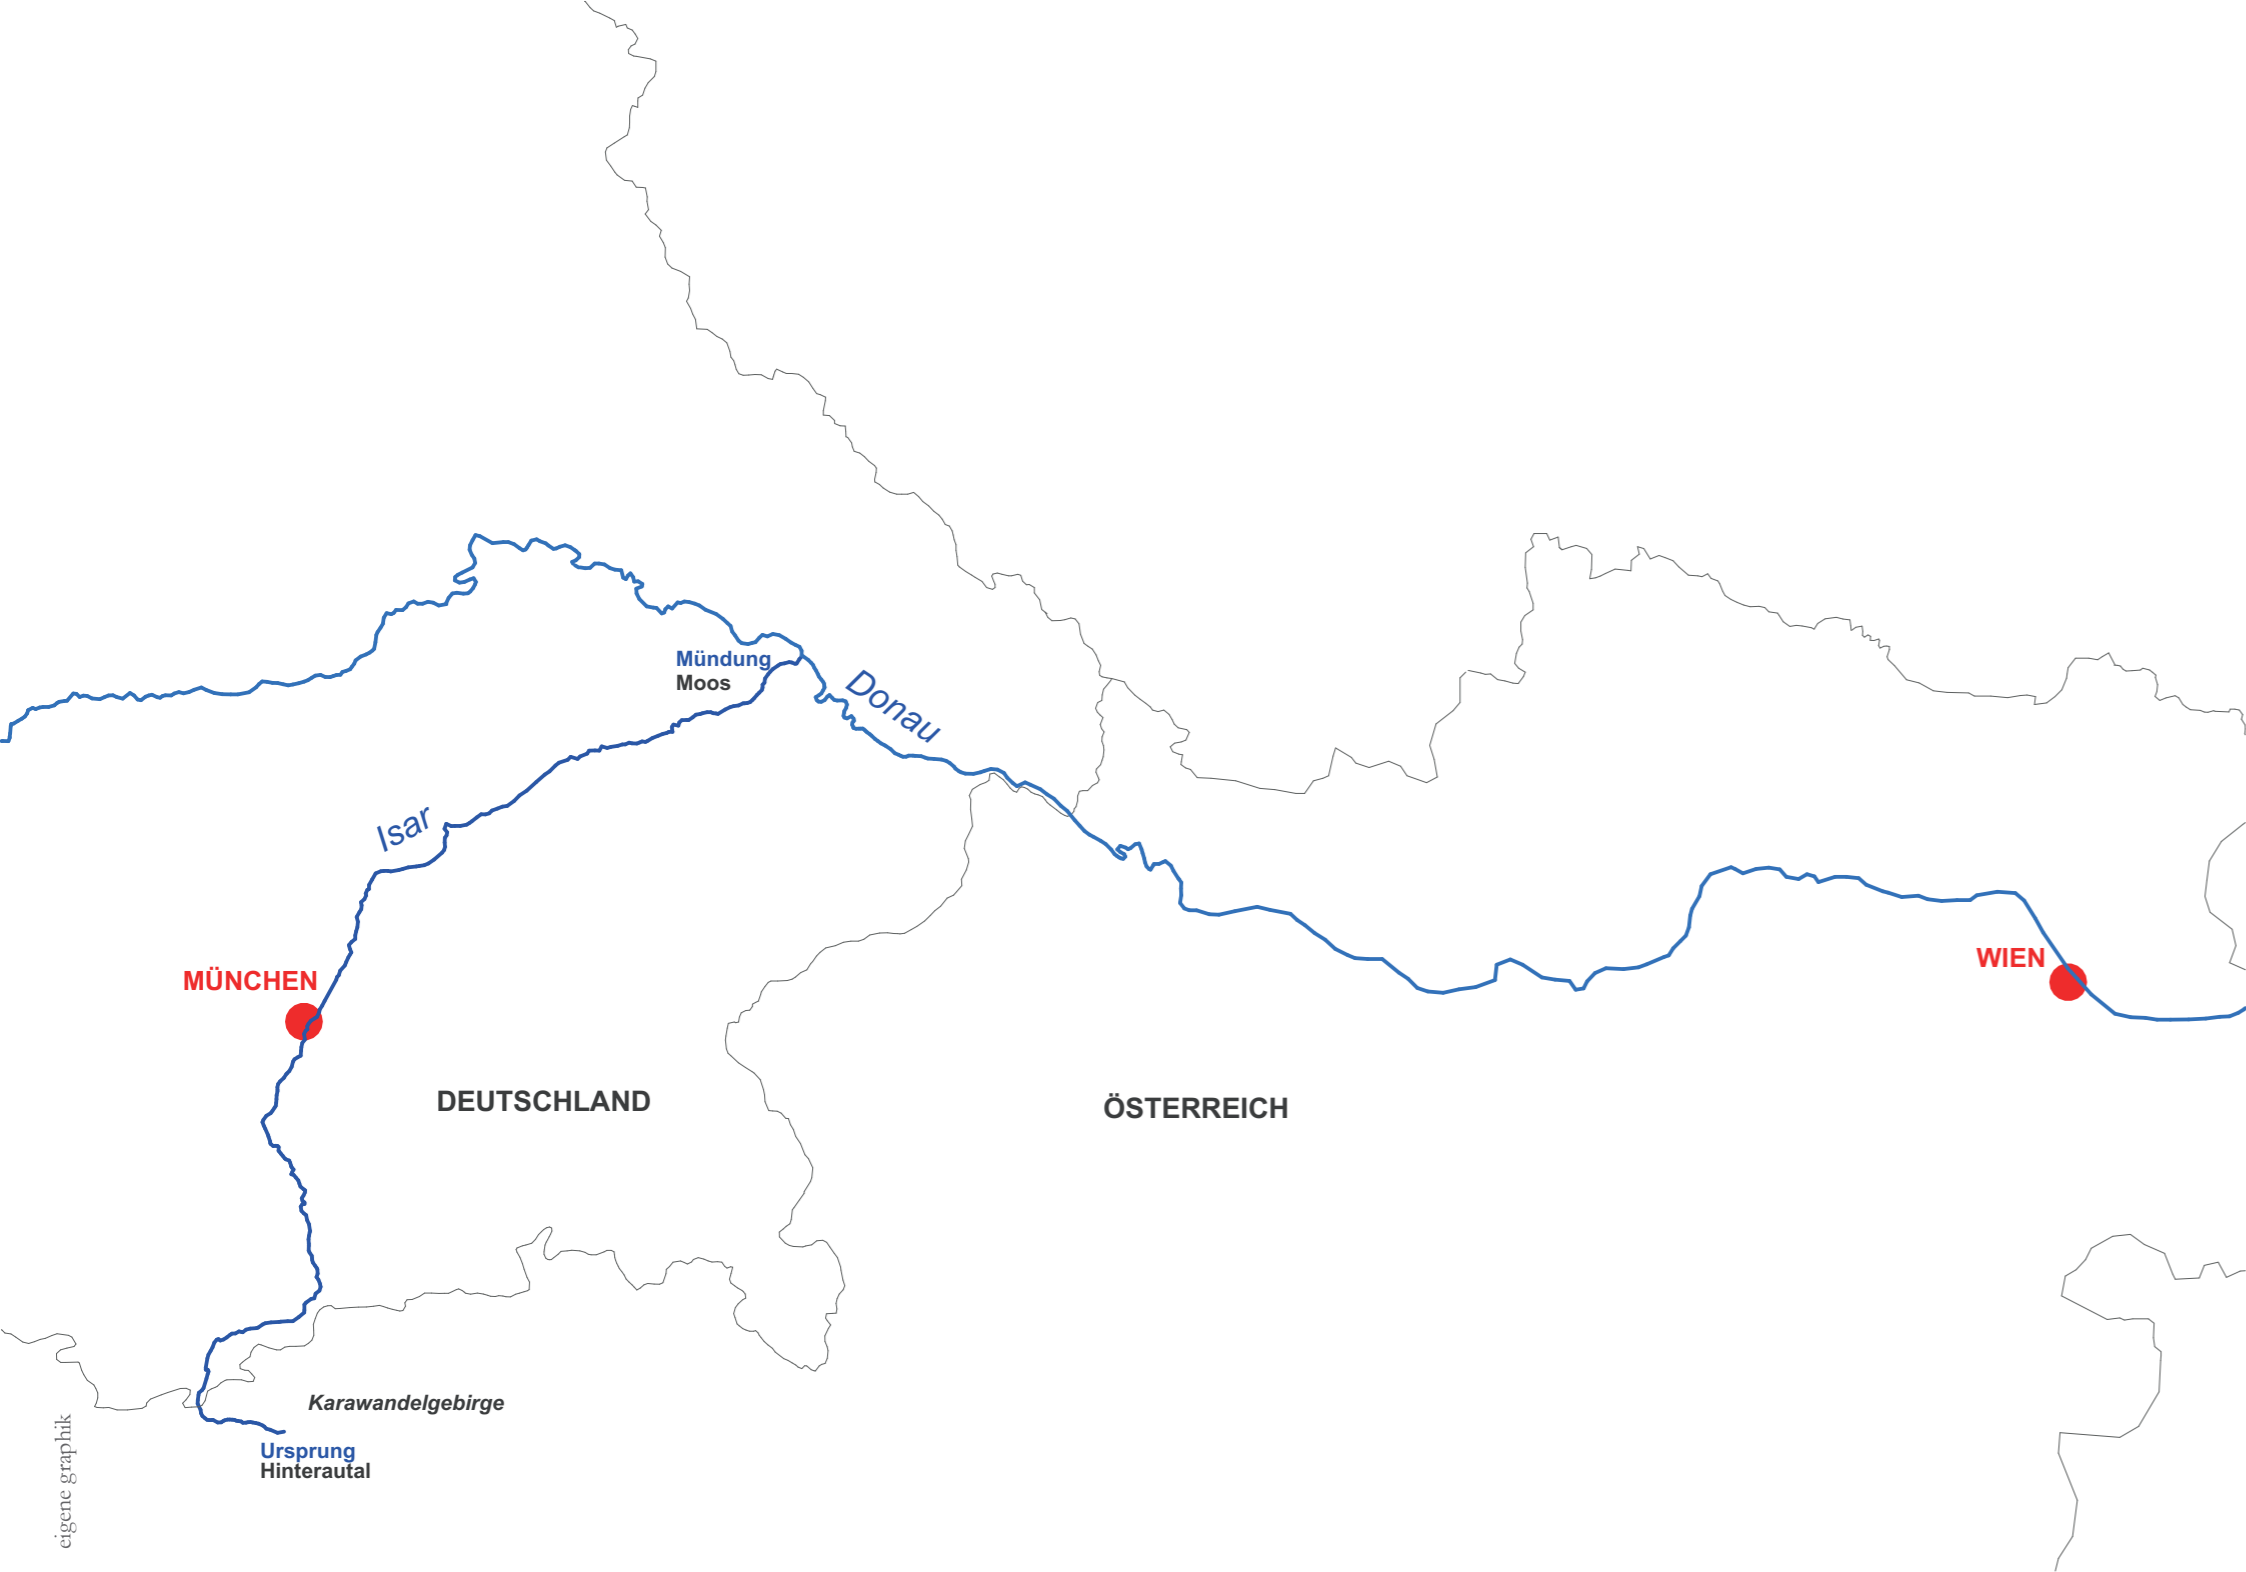 Mündung
Moos
Donau
Isar
MÜNCHEN
WIEN
DEUTSCHLAND
ÖSTERREICH
Karawandelgebirge
Ursprung
Hinterautal
eigene graphik